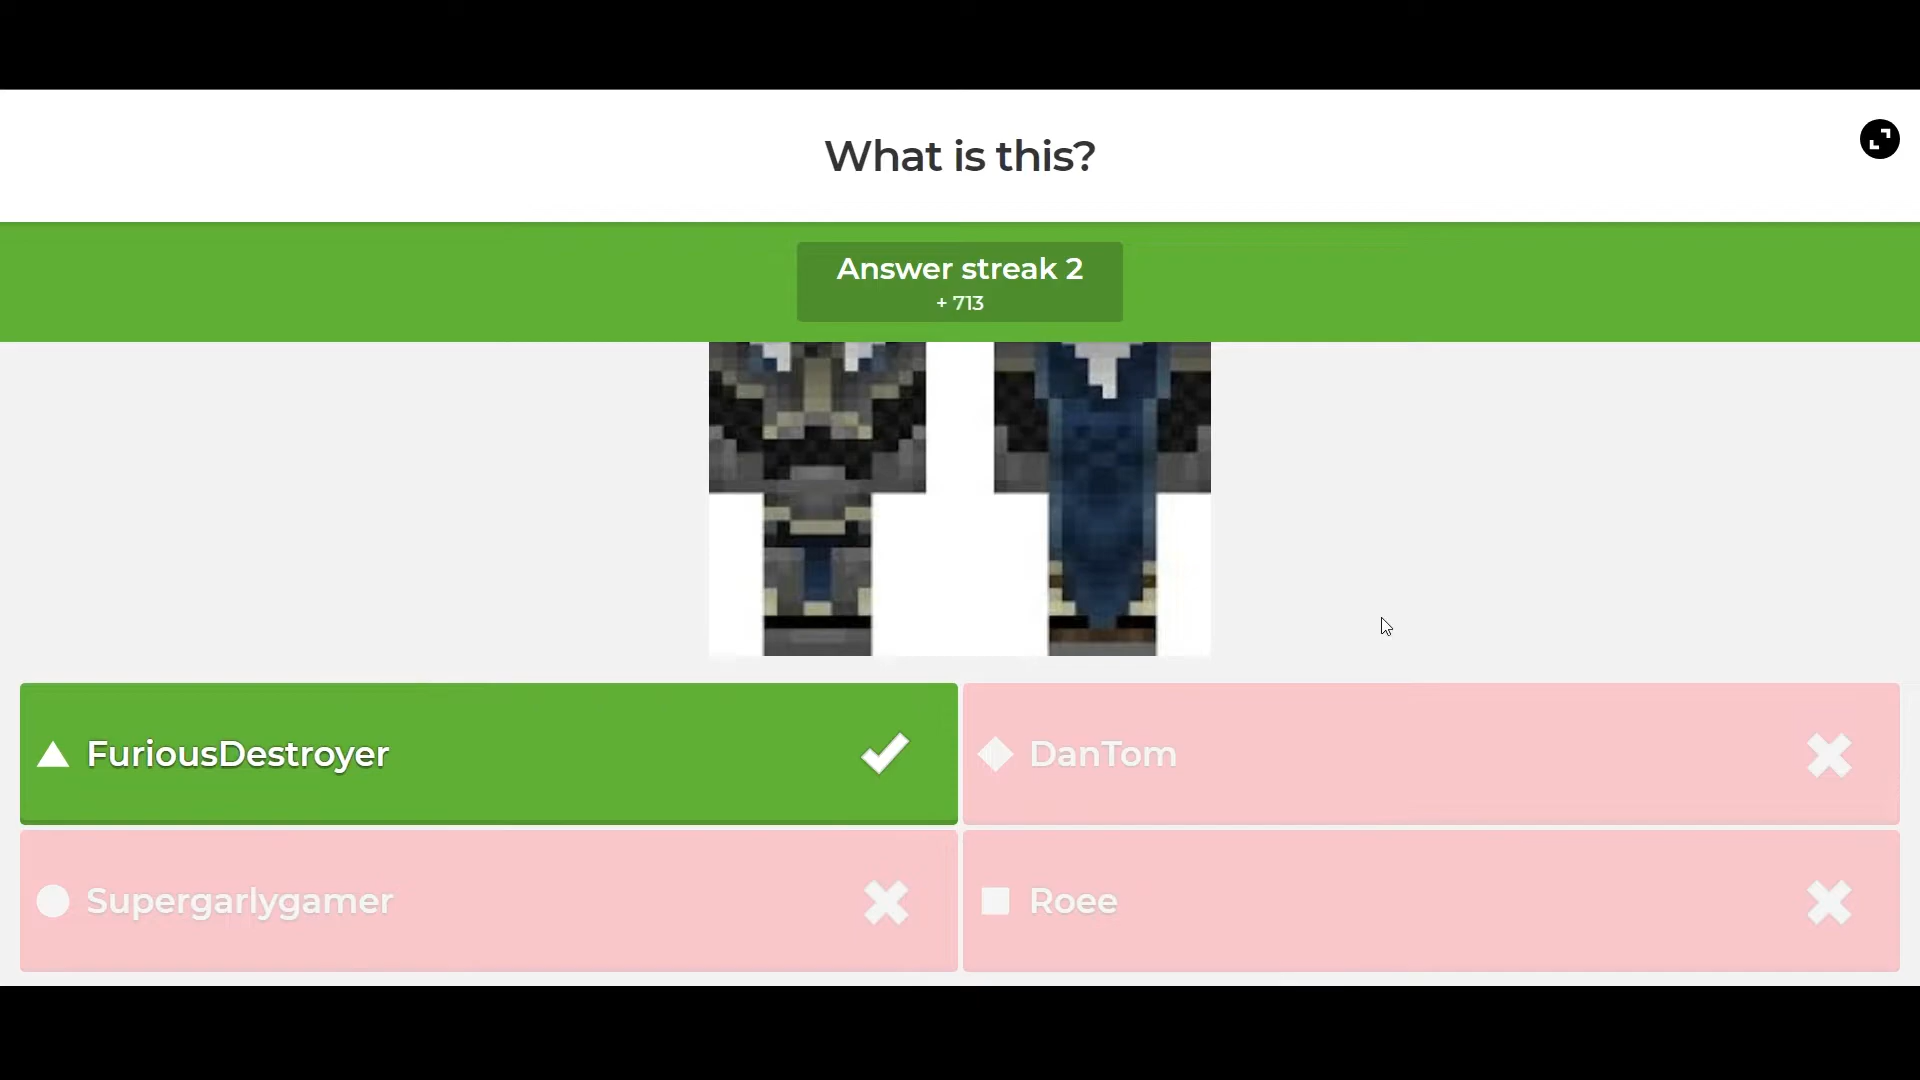 What is this?
Answer streak 2
+ 713
FuriousDestroyer
DanTom
Supergarlygamer
Roee